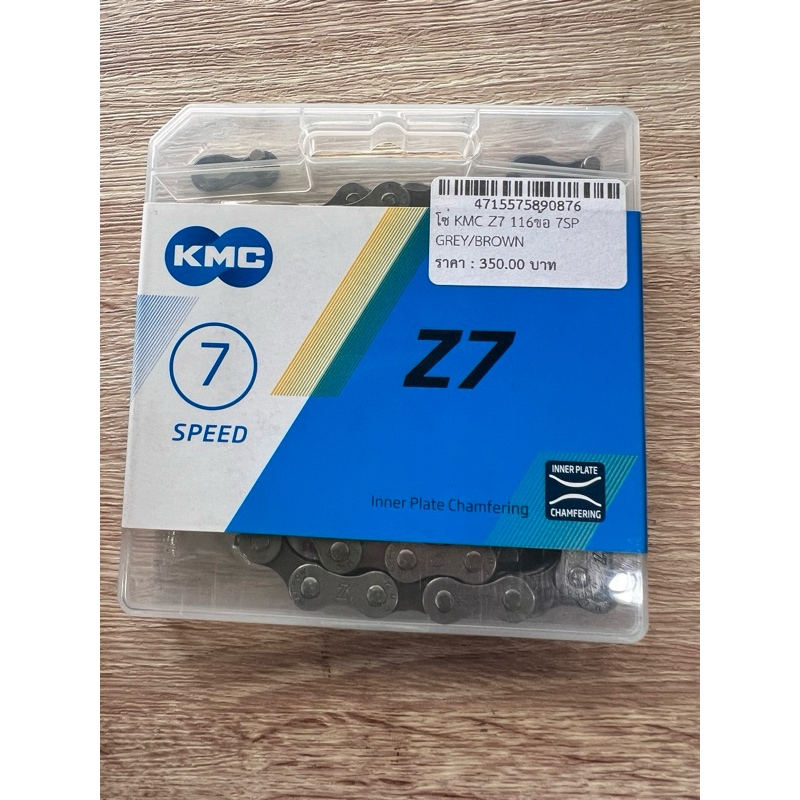 4715575890876
โซ่ KMC Z7 116ข้อ 7SP
GREY/BROWN
ราคา : 350.00 บาท
KMC
7
SPEED
Z7
Inner Plate Chamfering
INNER PLATE
CHAMFERING